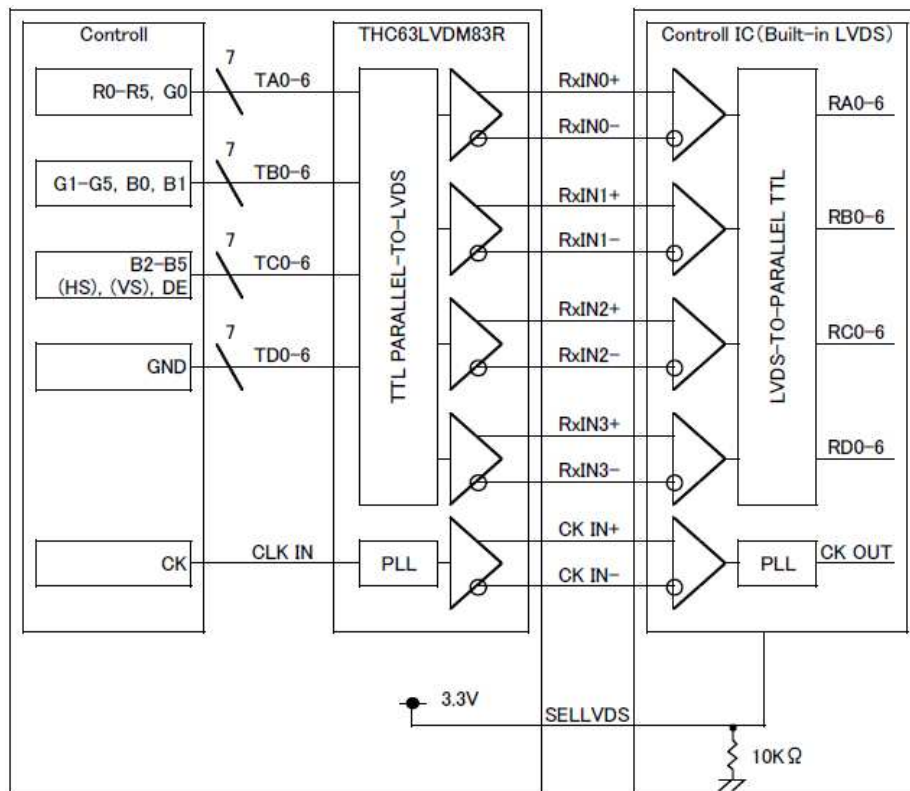 Controll
THC63LVDM83R
Controll IC(Built-in LVDS)
R0-R5, G0
7
TA0-6
RxIN0+
RxIN0-
RA0-6
G1-G5, B0, B1
7
TB0-6
RxIN1+
RxIN1-
RB0-6
B2-B5
(HS), (VS), DE
7
TC0-6
RxIN2+
RxIN2-
RC0-6
GND
7
TD0-6
RxIN3+
RxIN3-
RD0-6
TTL PARALLEL-TO-LVDS
LVDS-TO-PARALLEL TTL
CK
CLK IN
PLL
CK IN+
CK IN-
PLL
CK OUT
3.3V
SELLVDS
10KΩ